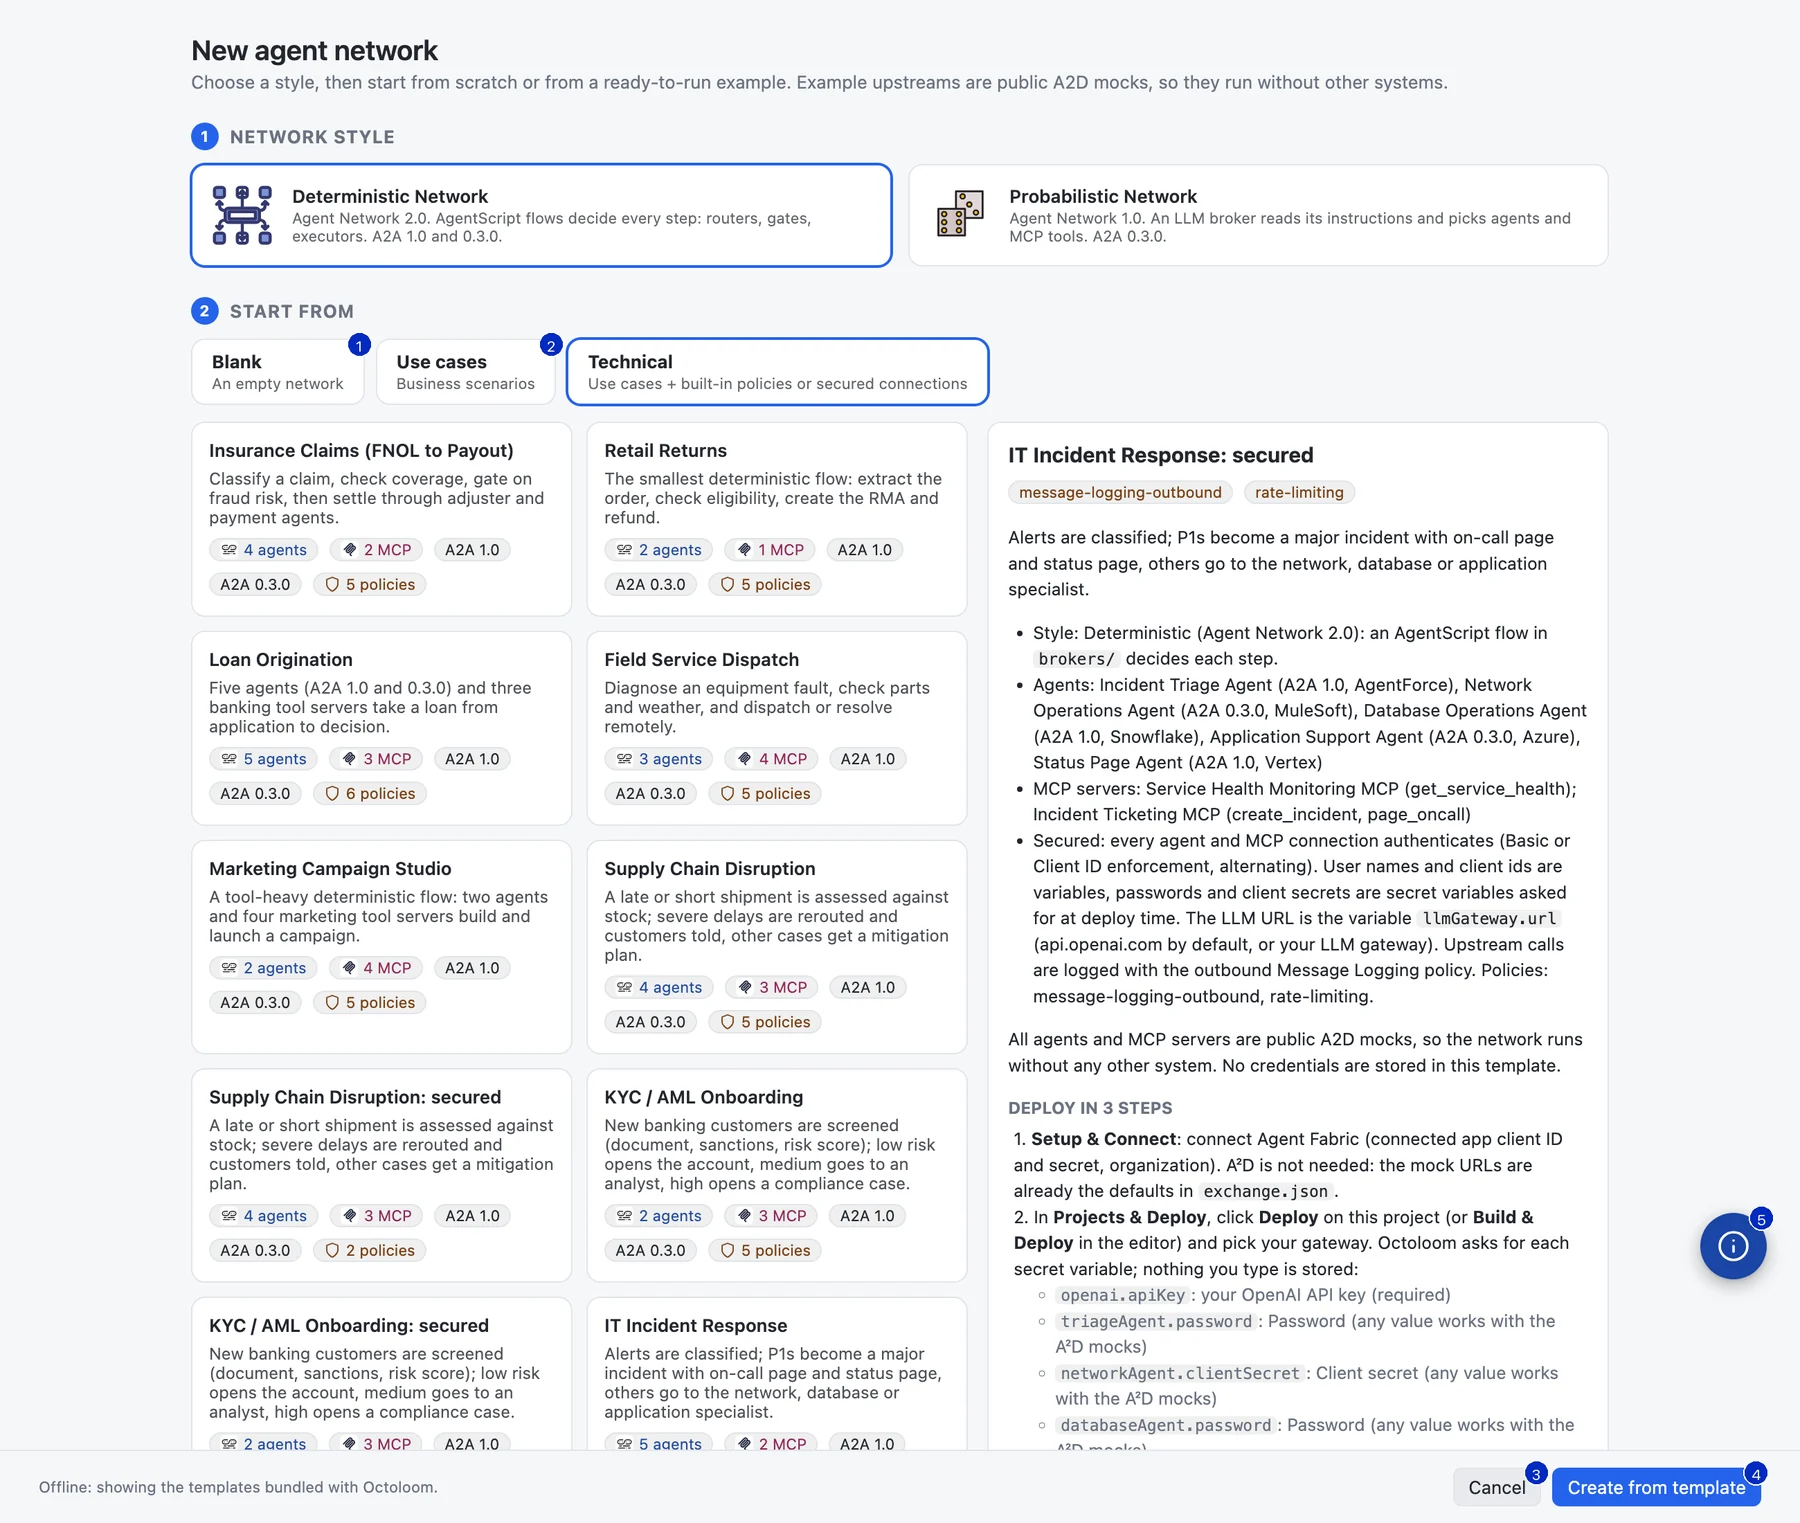 New agent network
Choose a style, then start from scratch or from a ready-to-run example. Example upstreams are public A2D mocks, so they run without other systems.
1 NETWORK STYLE
Deterministic Network
Agent Network 2.0. AgentScript flows decide every step: routers, gates,
executors. A2A 1.0 and 0.3.0.
Probabilistic Network
Agent Network 1.0. An LLM broker reads its instructions and picks agents and
MCP tools. A2A 0.3.0.
2 START FROM
Blank
An empty network
1
Use cases
Business scenarios
2
Technical
Use cases + built-in policies or secured connections
Insurance Claims (FNOL to Payout)
Classify a claim, check coverage, gate on
fraud risk, then settle through adjuster and
payment agents.
4 agents 2 MCP A2A 1.0
A2A 0.3.0 5 policies
Retail Returns
The smallest deterministic flow: extract the
order, check eligibility, create the RMA and
refund.
2 agents 1 MCP A2A 1.0
A2A 0.3.0 5 policies
Loan Origination
Five agents (A2A 1.0 and 0.3.0) and three
banking tool servers take a loan from
application to decision.
5 agents 3 MCP A2A 1.0
A2A 0.3.0 6 policies
Field Service Dispatch
Diagnose an equipment fault, check parts
and weather, and dispatch or resolve
remotely.
3 agents 4 MCP A2A 1.0
A2A 0.3.0 5 policies
Marketing Campaign Studio
A tool-heavy deterministic flow: two agents
and four marketing tool servers build and
launch a campaign.
2 agents 4 MCP A2A 1.0
A2A 0.3.0 5 policies
Supply Chain Disruption
A late or short shipment is assessed against
stock; severe delays are rerouted and
customers told, other cases get a mitigation
plan.
4 agents 3 MCP A2A 1.0
A2A 0.3.0 5 policies
Supply Chain Disruption: secured
A late or short shipment is assessed against
stock; severe delays are rerouted and
customers told, other cases get a mitigation
plan.
4 agents 3 MCP A2A 1.0
A2A 0.3.0 2 policies
KYC / AML Onboarding
New banking customers are screened
(document, sanctions, risk score); low risk
opens the account, medium goes to an
analyst, high opens a compliance case.
2 agents 3 MCP A2A 1.0
A2A 0.3.0 5 policies
KYC / AML Onboarding: secured
New banking customers are screened
(document, sanctions, risk score); low risk
opens the account, medium goes to an
analyst, high opens a compliance case.
2 agents 3 MCP A2A 1.0
IT Incident Response
Alerts are classified; P1s become a major
incident with on-call page and status page,
others go to the network, database or
application specialist.
5 agents 2 MCP A2A 1.0
IT Incident Response: secured
message-logging-outbound rate-limiting
Alerts are classified; P1s become a major incident with on-call page
and status page, others go to the network, database or application
specialist.
• Style: Deterministic (Agent Network 2.0): an AgentScript flow in
brokers/ decides each step.
• Agents: Incident Triage Agent (A2A 1.0, AgentForce), Network
Operations Agent (A2A 0.3.0, MuleSoft), Database Operations Agent
(A2A 1.0, Snowflake), Application Support Agent (A2A 0.3.0, Azure),
Status Page Agent (A2A 1.0, Vertex)
• MCP servers: Service Health Monitoring MCP (get_service_health);
Incident Ticketing MCP (create_incident, page_oncall)
• Secured: every agent and MCP connection authenticates (Basic or
Client ID enforcement, alternating). User names and client ids are
variables, passwords and client secrets are secret variables asked
for at deploy time. The LLM URL is the variable llmGateway.url
(api.openai.com by default, or your LLM gateway). Upstream calls
are logged with the outbound Message Logging policy. Policies:
message-logging-outbound, rate-limiting.
All agents and MCP servers are public A2D mocks, so the network runs
without any other system. No credentials are stored in this template.
DEPLOY IN 3 STEPS
1. Setup & Connect: connect Agent Fabric (connected app client ID
and secret, organization). A²D is not needed: the mock URLs are
already the defaults in exchange.json.
2. In Projects & Deploy, click Deploy on this project (or Build &
Deploy in the editor) and pick your gateway. Octoloom asks for each
secret variable; nothing you type is stored:
◦ openai.apiKey: your OpenAI API key (required)
◦ triageAgent.password: Password (any value works with the
A²D mocks)
◦ networkAgent.clientSecret: Client secret (any value works
with the A²D mocks)
◦ databaseAgent.password: Password (any value works with the
A²D mocks)
5
Offline: showing the templates bundled with Octoloom.
Cancel 3
Create from template 4